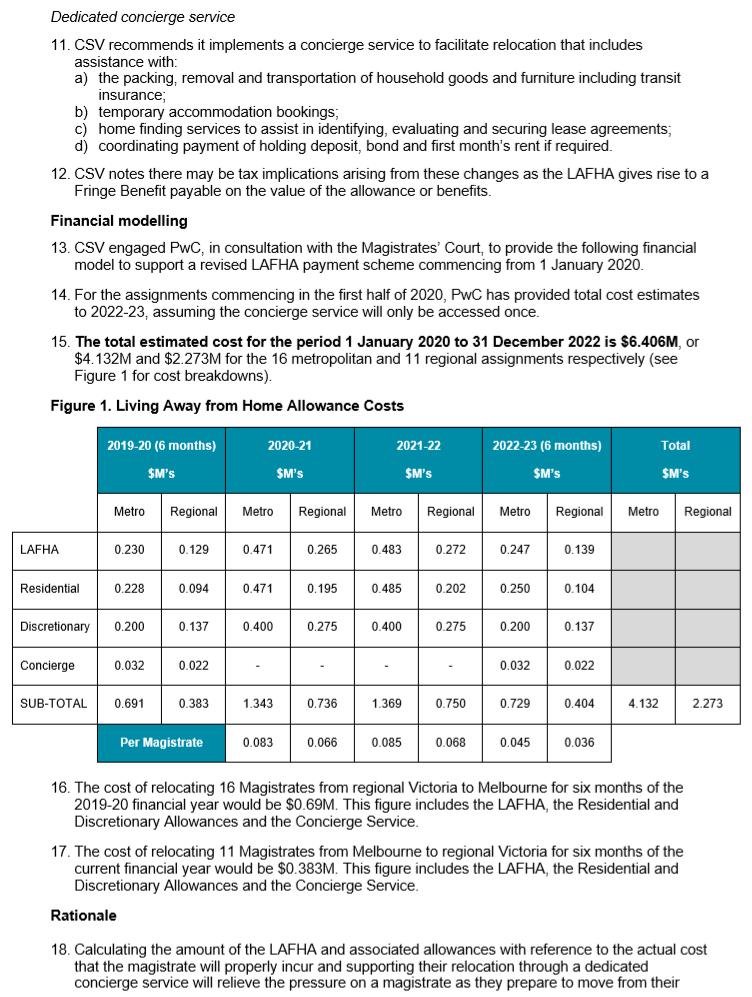 Dedicated concierge service
11. CSV recommends it implements a concierge service to facilitate relocation that includes
assistance with:
a) the packing, removal and transportation of household goods and furniture including transit
insurance;
b) temporary accommodation bookings;
c) home finding services to assist in identifying, evaluating and securing lease agreements;
d) coordinating payment of holding deposit, bond and first month's rent if required.
12. CSV notes there may be tax implications arising from these changes as the LAFHA gives rise to a
Fringe Benefit payable on the value of the allowance or benefits.
Financial modelling
13. CSV engaged PwC, in consultation with the Magistrates' Court, to provide the following financial
model to support a revised LAFHA payment scheme commencing from 1 January 2020.
14. For the assignments commencing in the first half of 2020, PwC has provided total cost estimates
to 2022-23, assuming the concierge service will only be accessed once.
15. The total estimated cost for the period 1 January 2020 to 31 December 2022 is $6.406M, or
$4.132M and $2.273M for the 16 metropolitan and 11 regional assignments respectively (see
Figure 1 for cost breakdowns).
Figure 1. Living Away from Home Allowance Costs
2019-20 (6 months) 2020-21 2021-22 2022-23 (6 months) Total
$M's $M's $M's $M's $M's
Metro Regional Metro Regional Metro Regional Metro Regional Metro Regional
LAFHA 0.230 0.129 0.471 0.265 0.483 0.272 0.247 0.139
Residential 0.228 0.094 0.471 0.195 0.485 0.202 0.250 0.104
Discretionary 0.200 0.137 0.400 0.275 0.400 0.275 0.200 0.137
Concierge 0.032 0.022 - - - - 0.032 0.022
SUB-TOTAL 0.691 0.383 1.343 0.736 1.369 0.750 0.729 0.404 4.132 2.273
Per Magistrate 0.083 0.066 0.085 0.068 0.045 0.036
16. The cost of relocating 16 Magistrates from regional Victoria to Melbourne for six months of the
2019-20 financial year would be $0.69M. This figure includes the LAFHA, the Residential and
Discretionary Allowances and the Concierge Service.
17. The cost of relocating 11 Magistrates from Melbourne to regional Victoria for six months of the
current financial year would be $0.383M. This figure includes the LAFHA, the Residential and
Discretionary Allowances and the Concierge Service.
Rationale
18. Calculating the amount of the LAFHA and associated allowances with reference to the actual cost
that the magistrate will properly incur and supporting their relocation through a dedicated
concierge service will relieve the pressure on a magistrate as they prepare to move from their